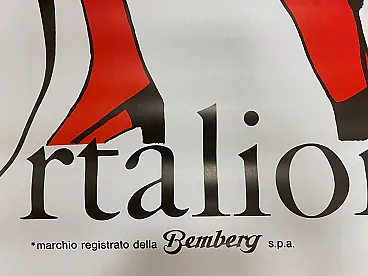 rtalion
*marchio registrato della Bemberg s.p.a.